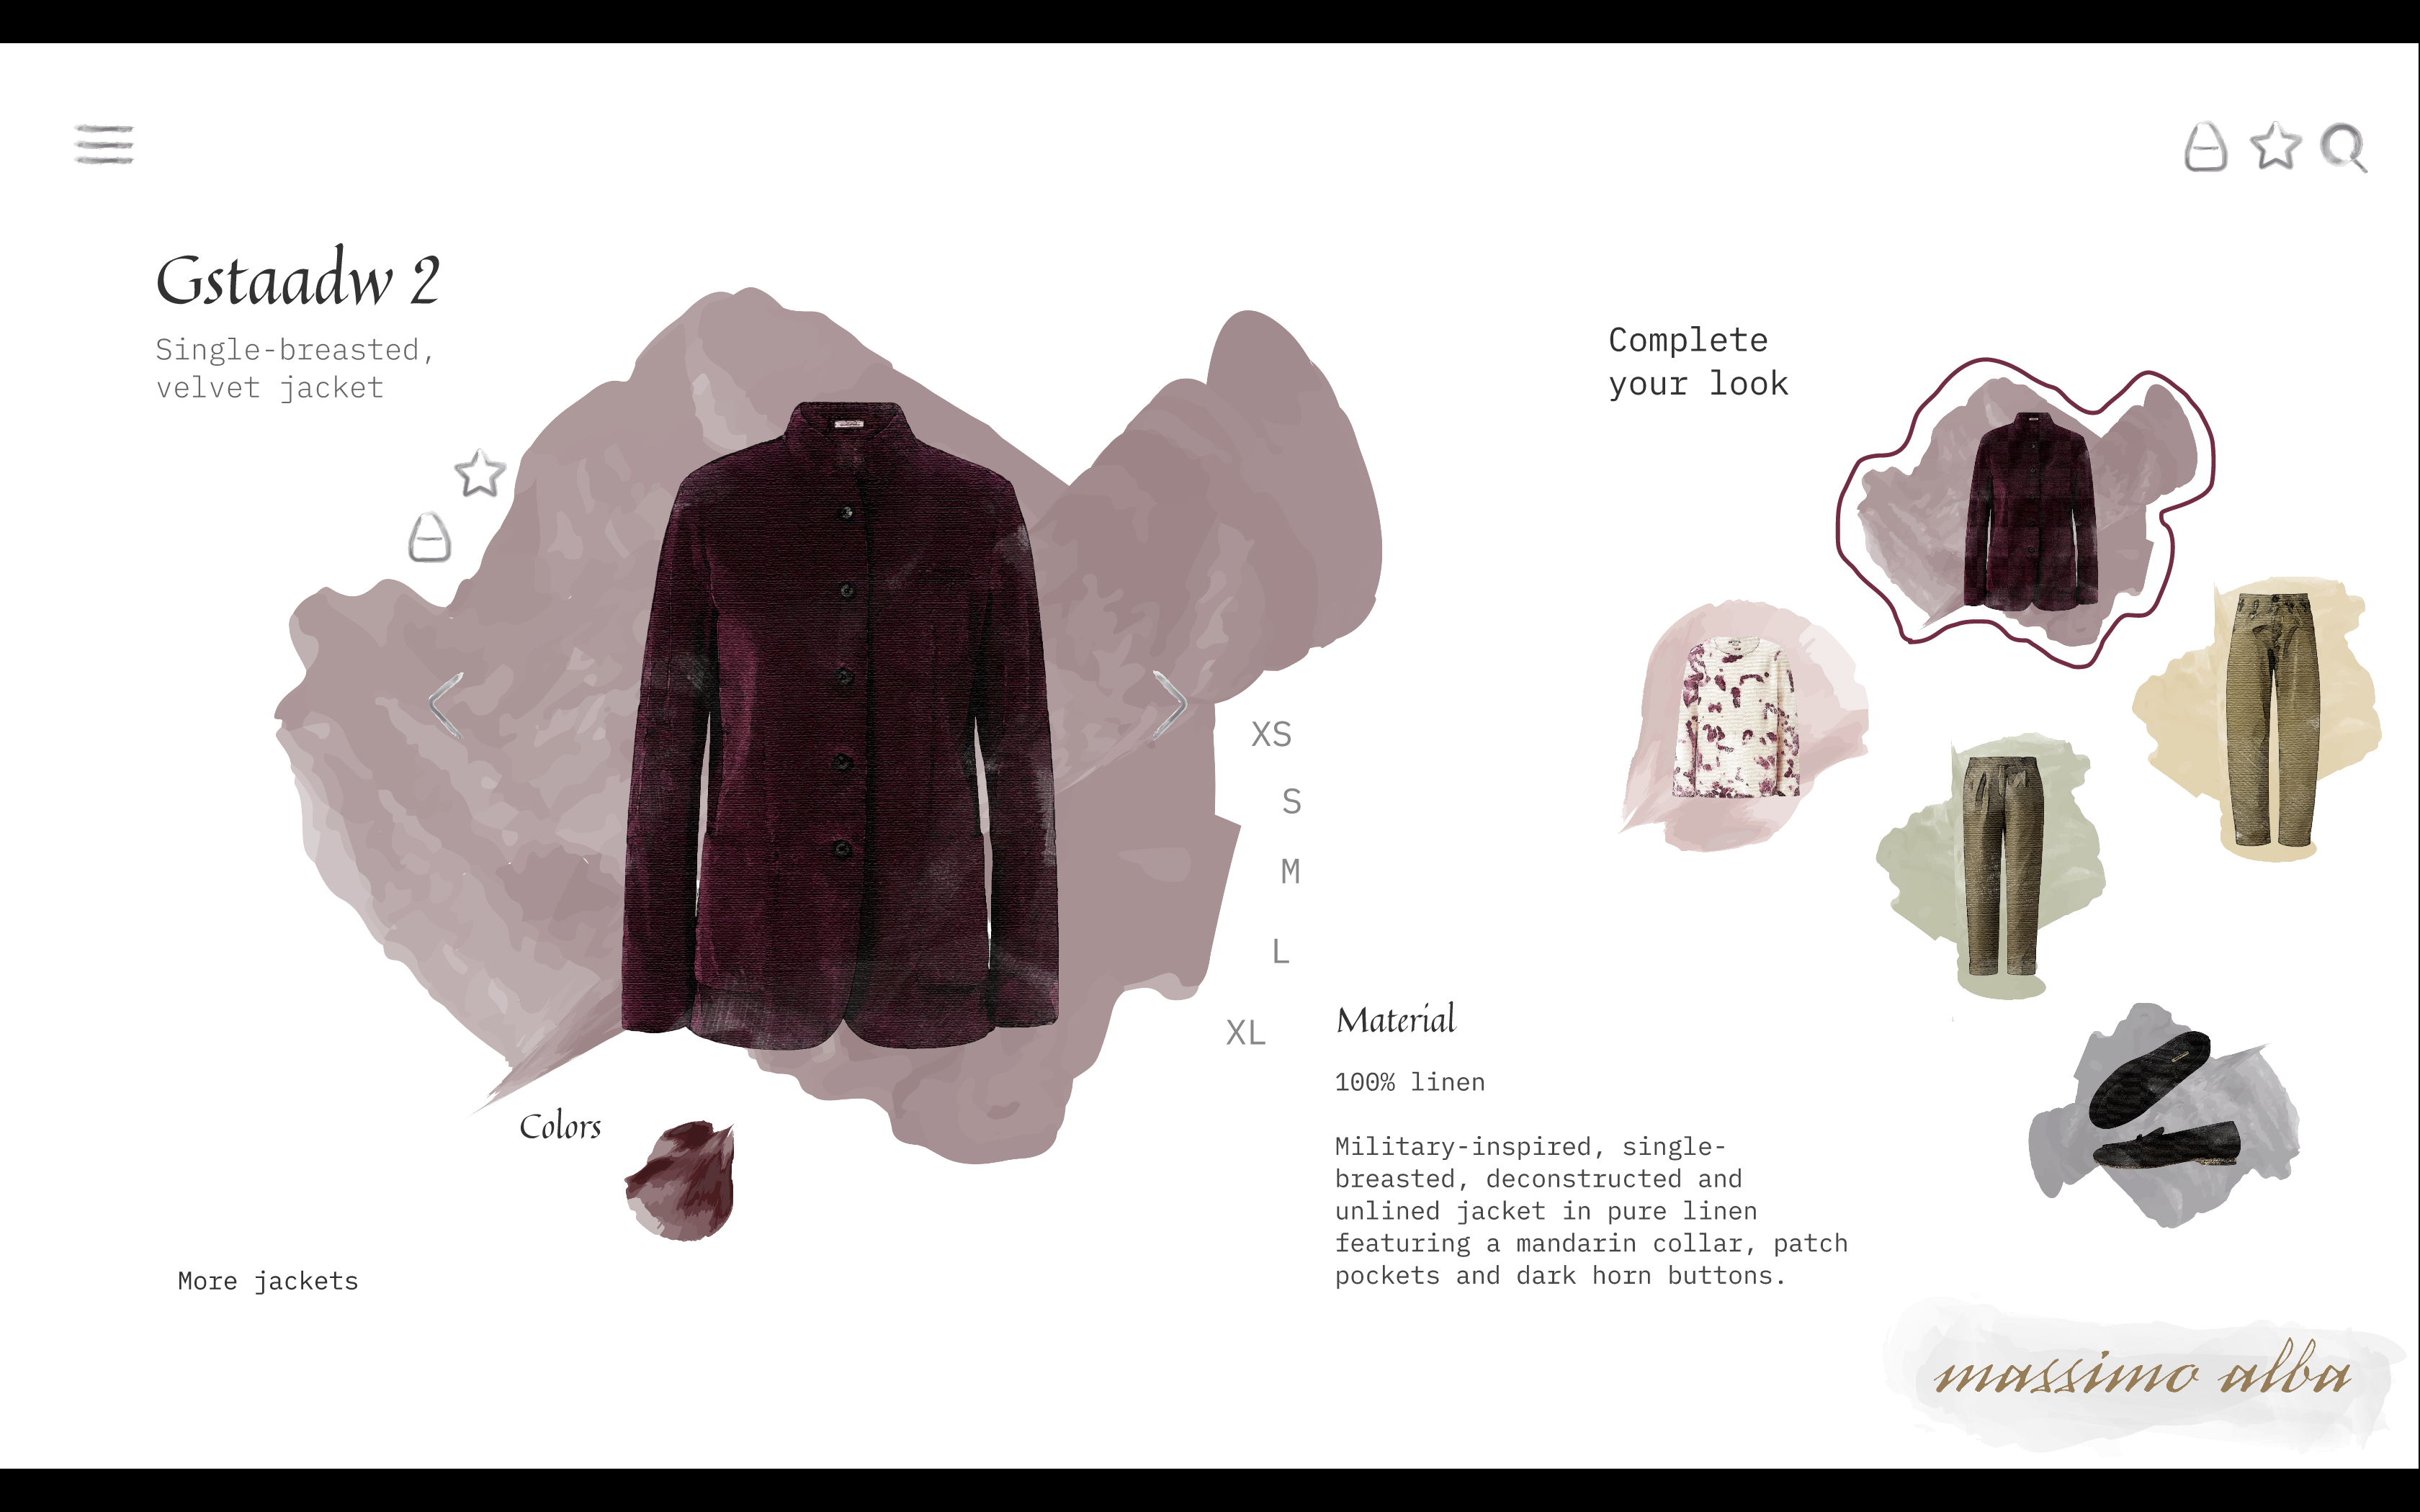 Gstaadw 2
Single-breasted,
velvet jacket
Complete
your look
XS
S
M
L
XL
Material
100% linen
Military-inspired, single-
breasted, deconstructed and
unlined jacket in pure linen
featuring a mandarin collar, patch
pockets and dark horn buttons.
Colors
More jackets
massimo alba